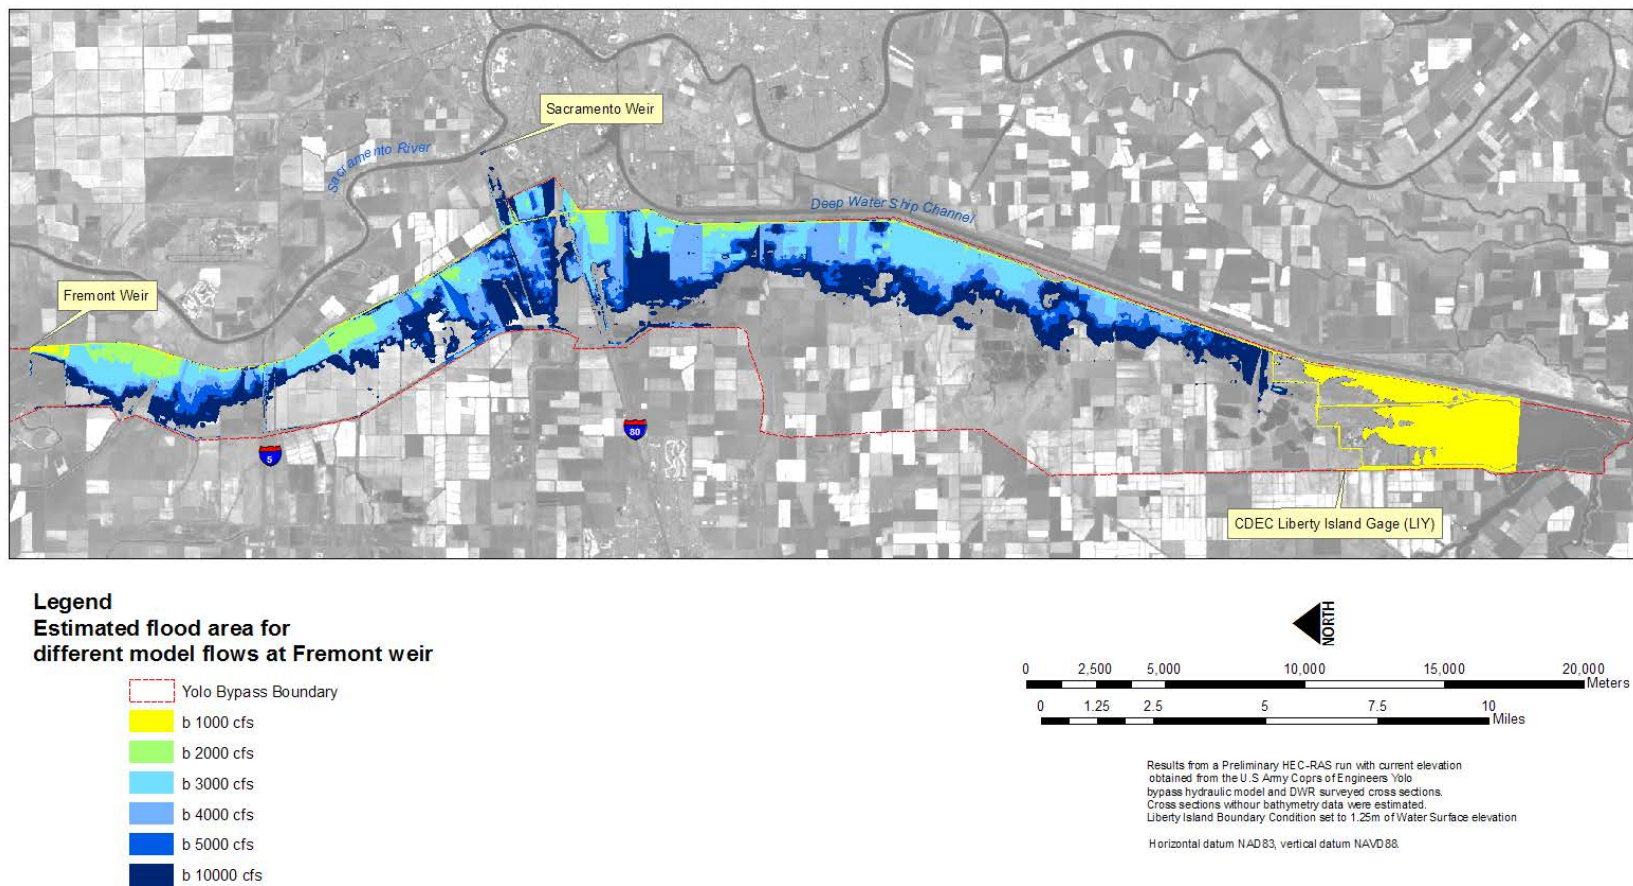 Sacramento Weir
Sacramento River
Deep Water Ship Channel
Fremont Weir
80
5
CDEC Liberty Island Gage (LIY)
Legend
Estimated flood area for
different model flows at Fremont weir
Yolo Bypass Boundary
b 1000 cfs
b 2000 cfs
b 3000 cfs
b 4000 cfs
b 5000 cfs
b 10000 cfs
NORTH
0 2,500 5,000 10,000 15,000 20,000
Meters
0 1.25 2.5 5 7.5 10
Miles
Results from a Preliminary HEC-RAS run with current elevation
obtained from the U.S Army Coprs of Engineers Yolo
bypass hydraulic model and DWR surveyed cross sections.
Cross sections withour bathymetry data were estimated.
Liberty Island Boundary Condition set to 1.25m of Water Surface elevation
Horizontal datum NAD83, vertical datum NAVD88.